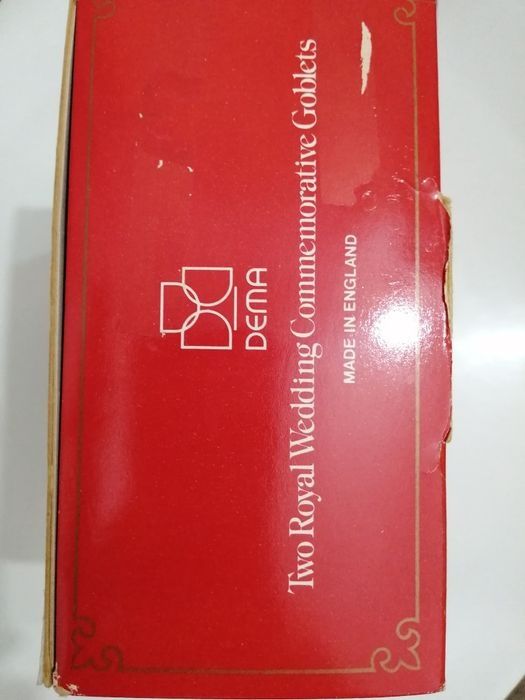 DEMA
Two Royal Wedding Commemorative Goblets
MADE IN ENGLAND